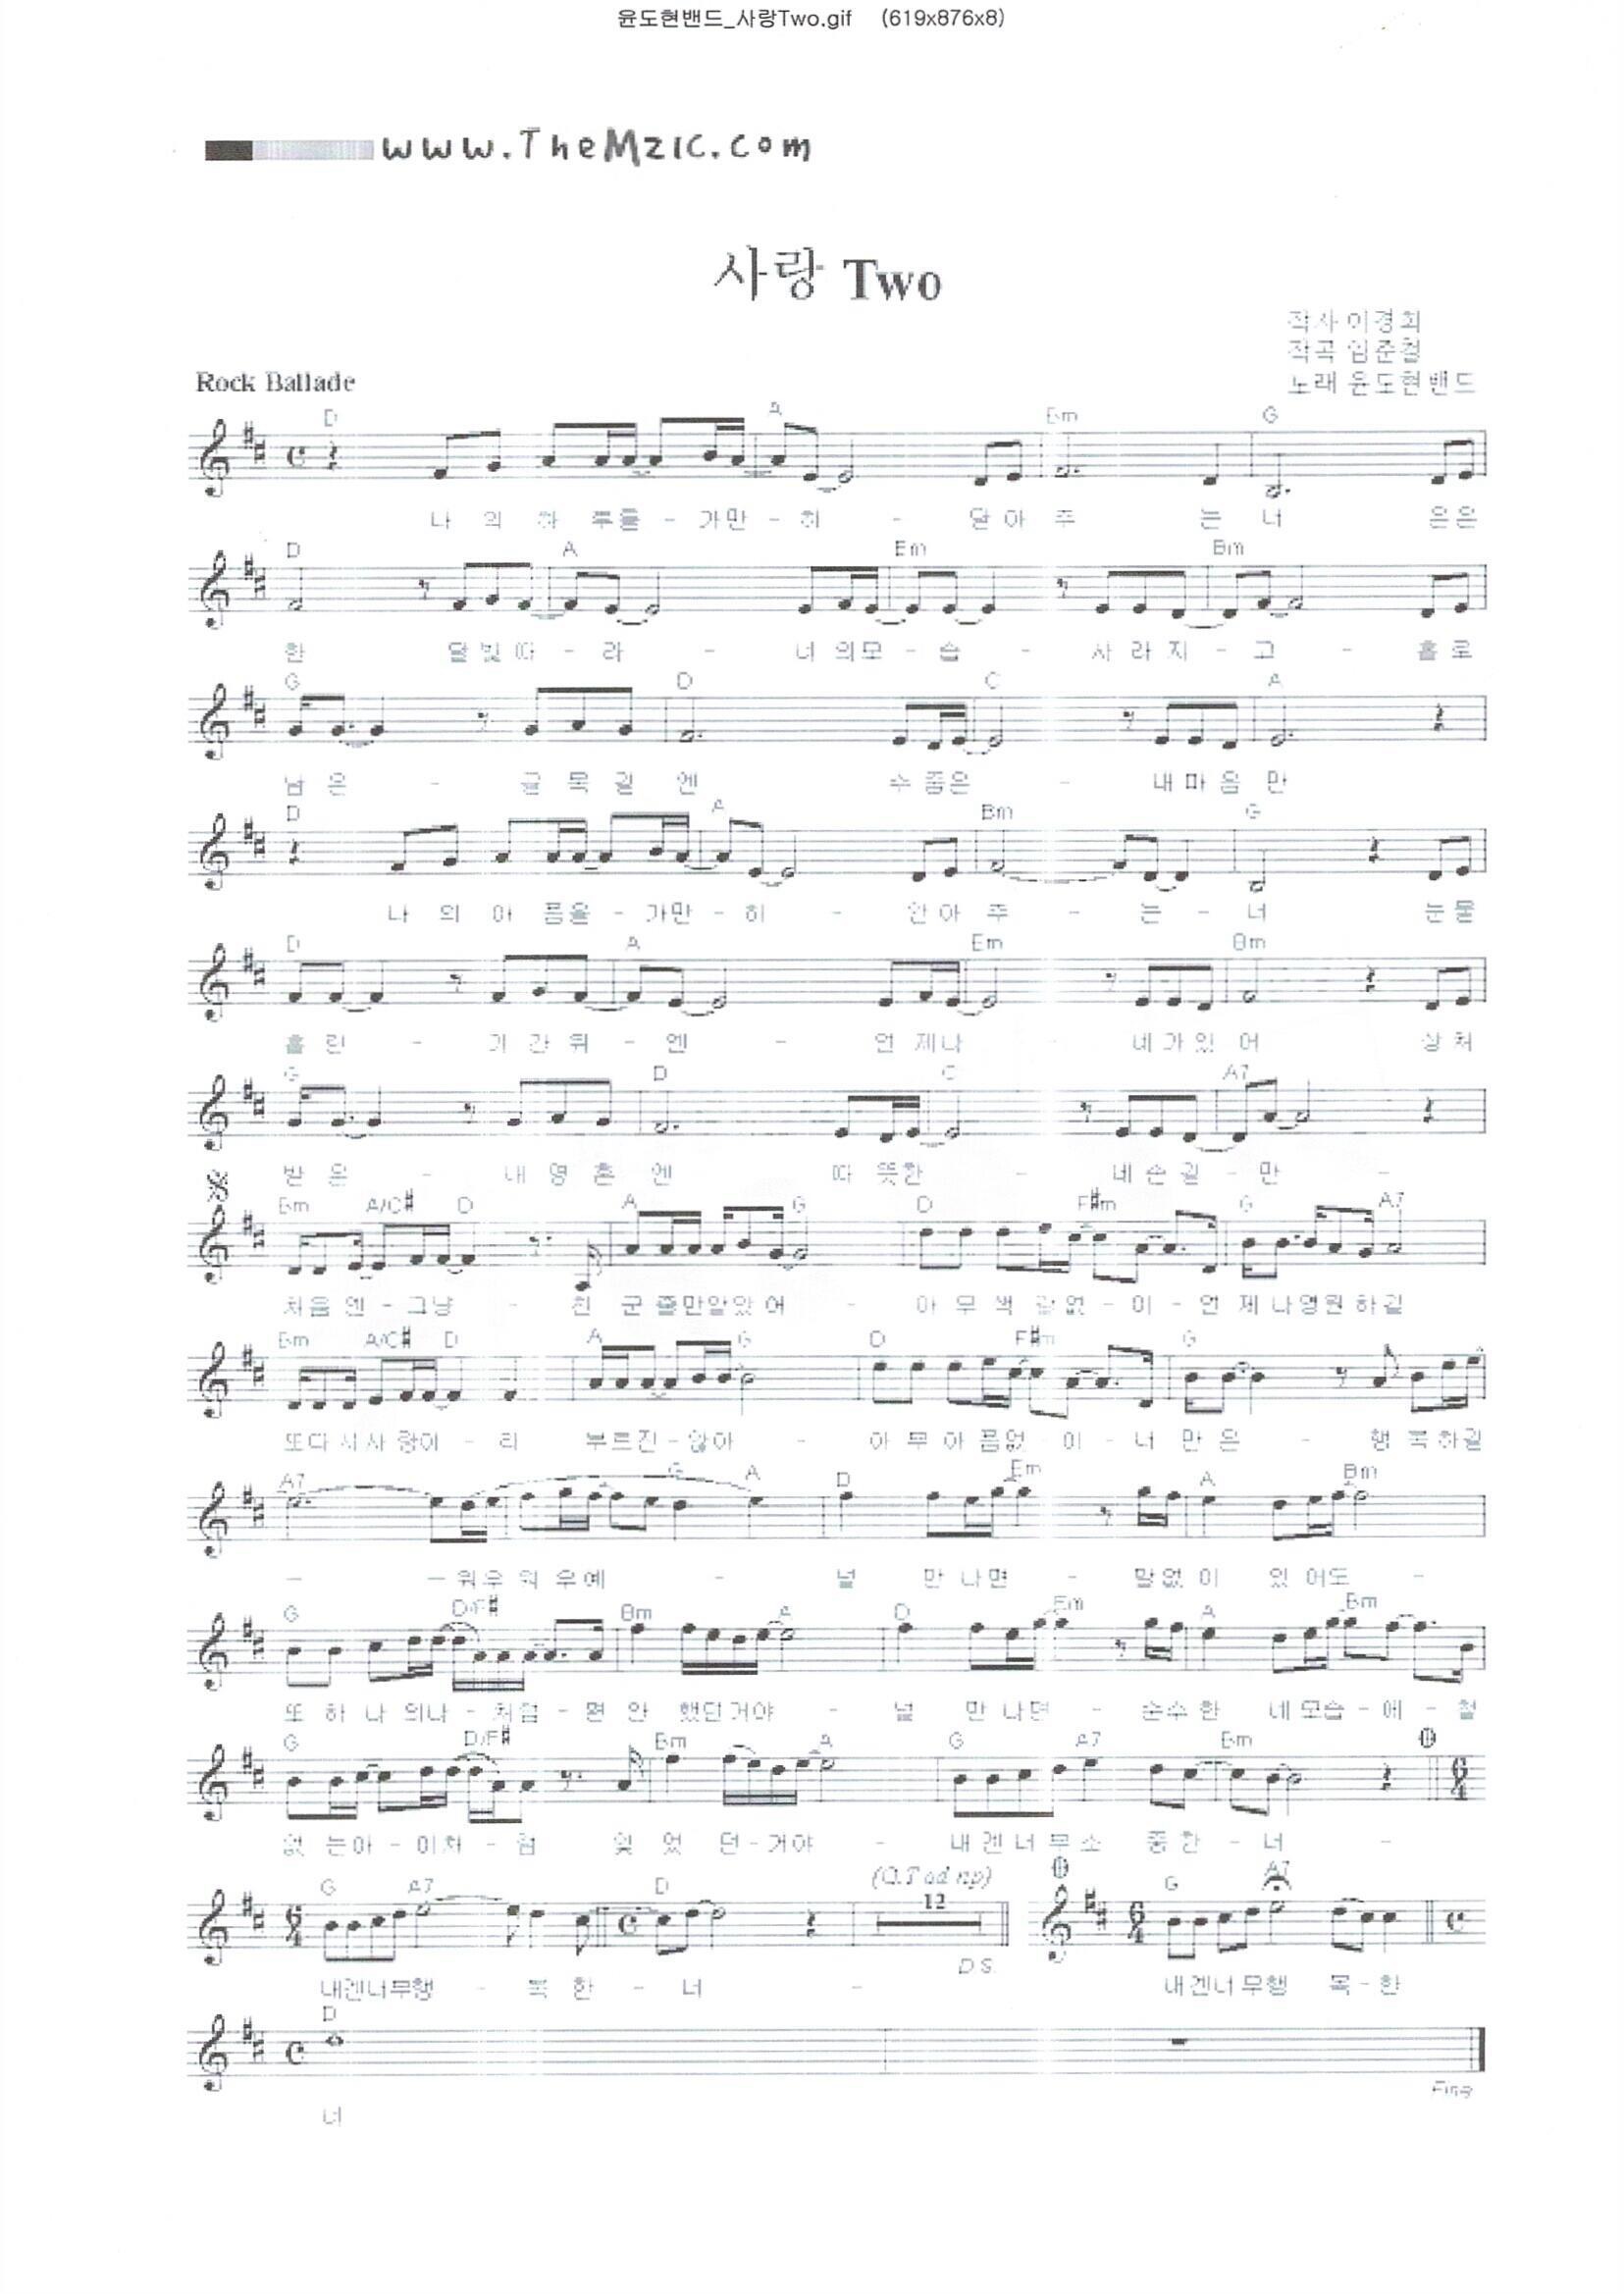 윤도현밴드_사랑Two.gif (619x876x8)
www.TheMzic.com
사랑 Two
작사 이경희
작곡 임준철
노래 윤도현밴드
Rock Ballade
D A Em G
나 의 하 루를 - 가만 - 히 - 닫 아 주 는 너 은은
D A Em Bm
한 달빛따 - 라 - 너 의모 - 습 - 사 라 지 - 고 - 홀로
G D C A
남 은 - 골 목 길 엔 수 줍은 - 내 마 음 만
D A Bm G
나 의 아 픔을 - 가만 - 히 - 안아 주 - 는 - 너 눈물
D A Em Bm
흘 린 - 기 간 뒤 - 엔 - 언 제나 네 가 있 어 상처
G D C A7
받 은 - 내 영 혼 엔 따 뜻한 - 네 손 길 - 만 -
Bm A/C# D A G D F#m G A7
처음 엔 - 그냥 - 친 군 줄만알았 어 - 아 무 색 깔 없 - 이 - 언 제 나영원 하길
Bm A/C# D A G D F#m G
또다 시사 랑이 - 라 부르진 - 않아 - 아 무 아 픔없 - 이 - 너 만 은 - 행 복하길
A7 G A D Em A Bm
- - 워우 워 우예 - 널 만 나면 - 말없 이 있 어도 -
G D/F# Bm A D Em A Bm
또 하 나 의나 - 처럼 - 편 안 했던거야 - 널 만 나면 - 순수 한 네모습 - 에 - 철
G D/F# Bm A G A7 Bm
없 는아 - 이처 - 럼 잊 었 던 - 거야 - 내 겐 너 무 소 중 한 - 너 -
G A7 D (O.T ad np) 12 G A7
D.S.
내겐너무행 - 복 한 - 너 - 내겐너무행 복 - 한
D
Fine
너